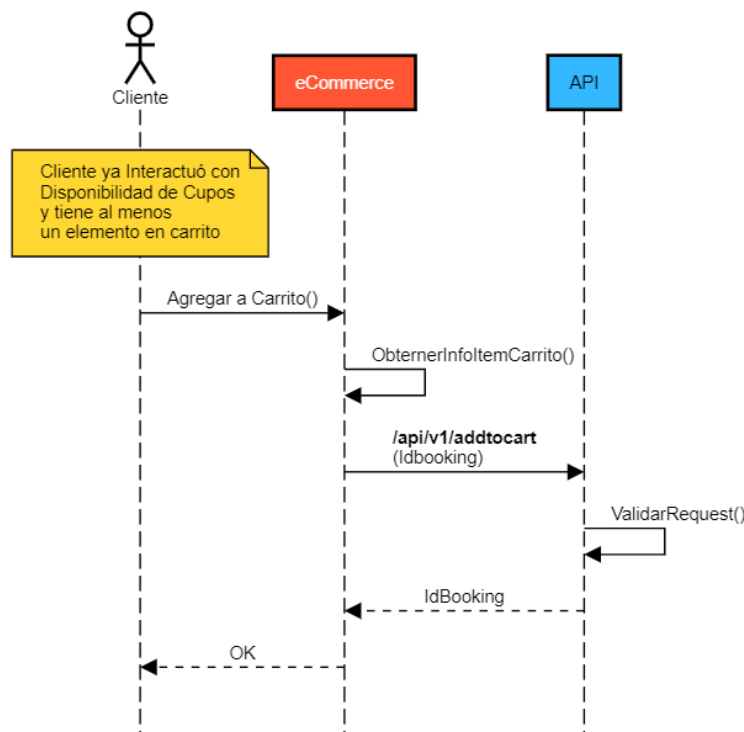 Cliente
eCommerce
API
Cliente ya Interactuó con
Disponibilidad de Cupos
y tiene al menos
un elemento en carrito
Agregar a Carrito()
ObternerInfoItemCarrito()
/api/v1/addtocart
(Idbooking)
ValidarRequest()
IdBooking
OK